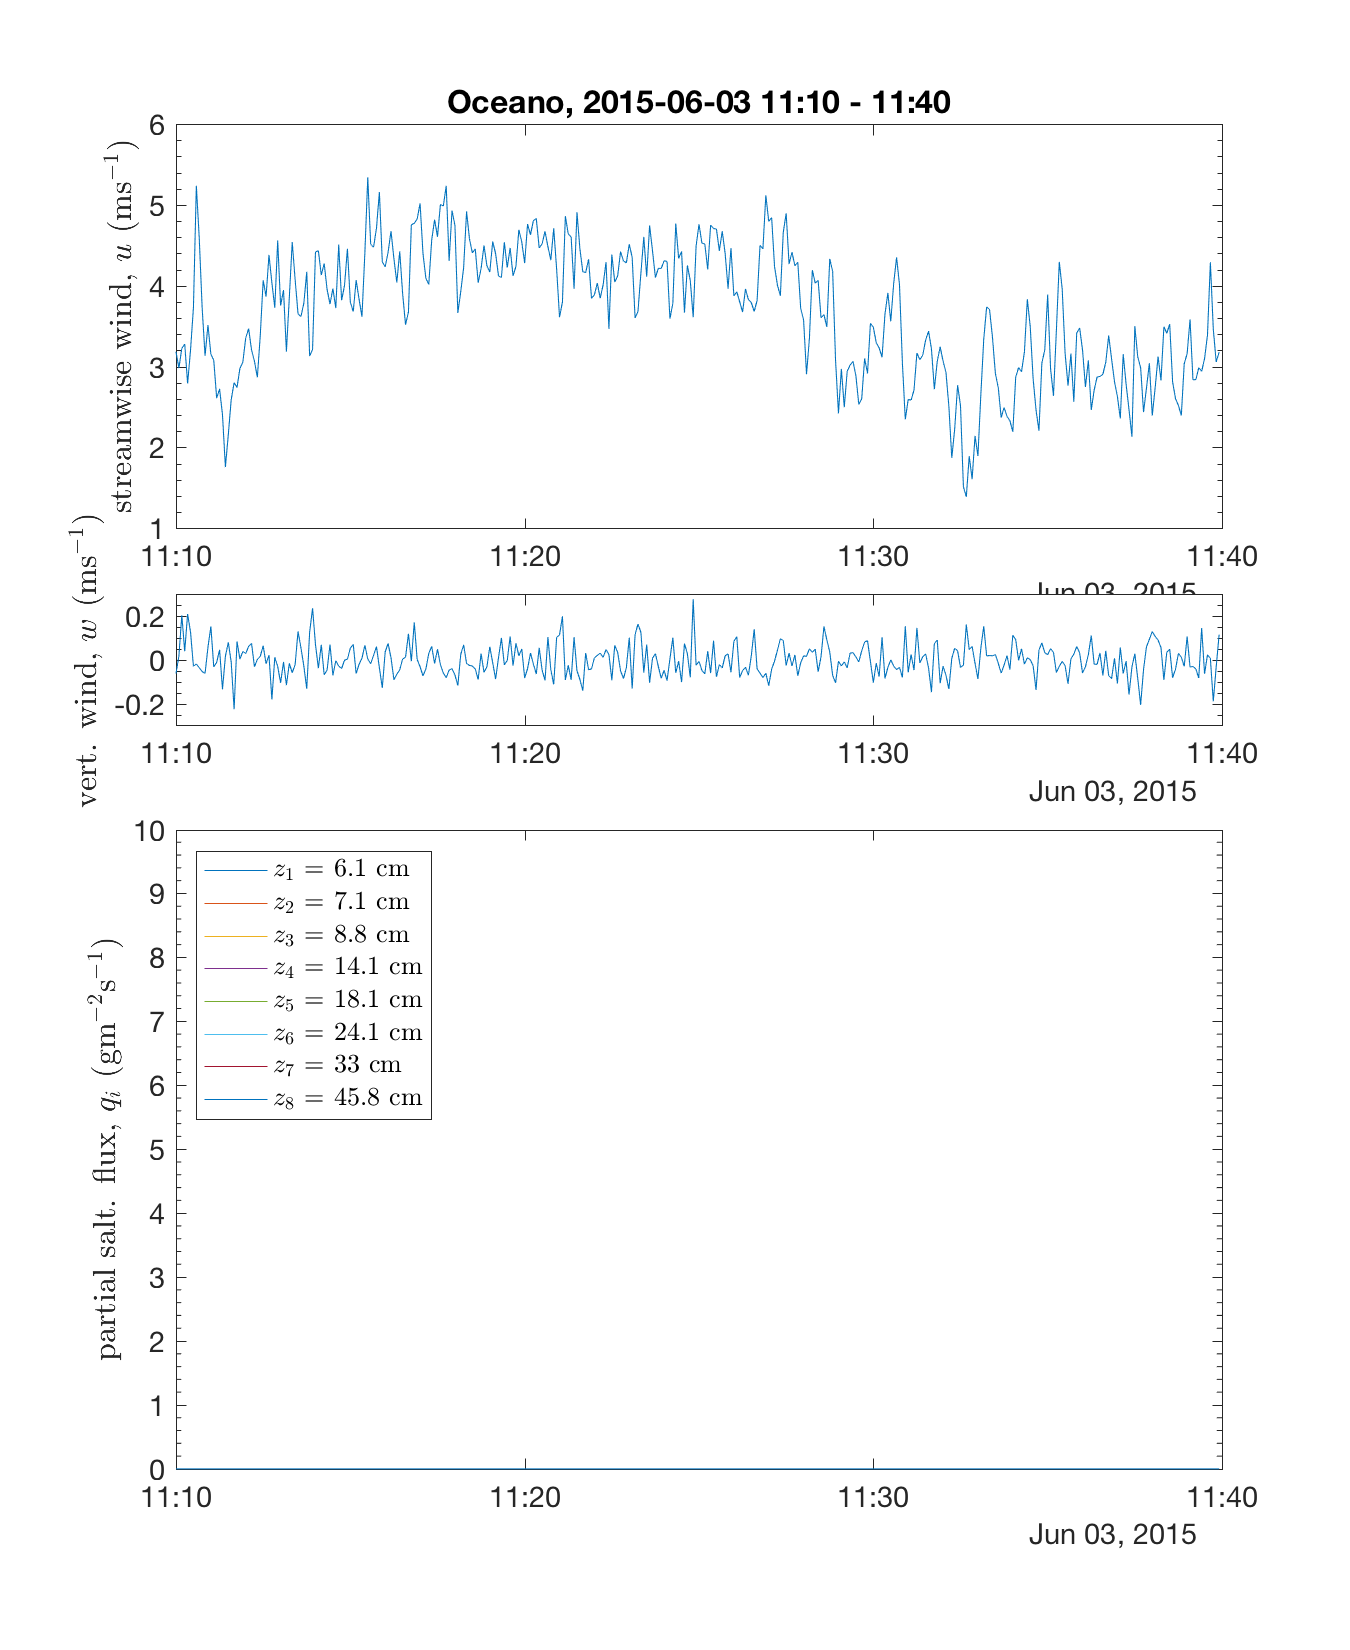 Oceano, 2015-06-03 11:10 - 11:40
streamwise wind, u (ms⁻¹)
6
5
4
3
2
1
11:10 11:20 11:30 11:40
Jun 03, 2015
vert. wind, w (ms⁻¹)
0.2
0
-0.2
11:10 11:20 11:30 11:40
Jun 03, 2015
partial salt. flux, qᵢ (gm⁻²s⁻¹)
10
9
8
7
6
5
4
3
2
1
0
z₁ = 6.1 cm
z₂ = 7.1 cm
z₃ = 8.8 cm
z₄ = 14.1 cm
z₅ = 18.1 cm
z₆ = 24.1 cm
z₇ = 33 cm
z₈ = 45.8 cm
11:10 11:20 11:30 11:40
Jun 03, 2015